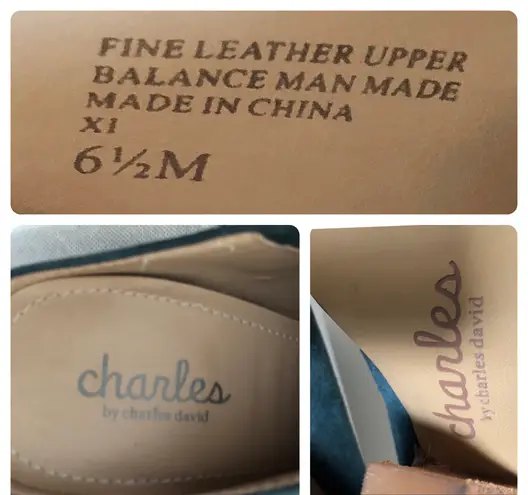 FINE LEATHER UPPER
BALANCE MAN MADE
MADE IN CHINA
X1
6½M
charles
by charles david
charles
by charles david